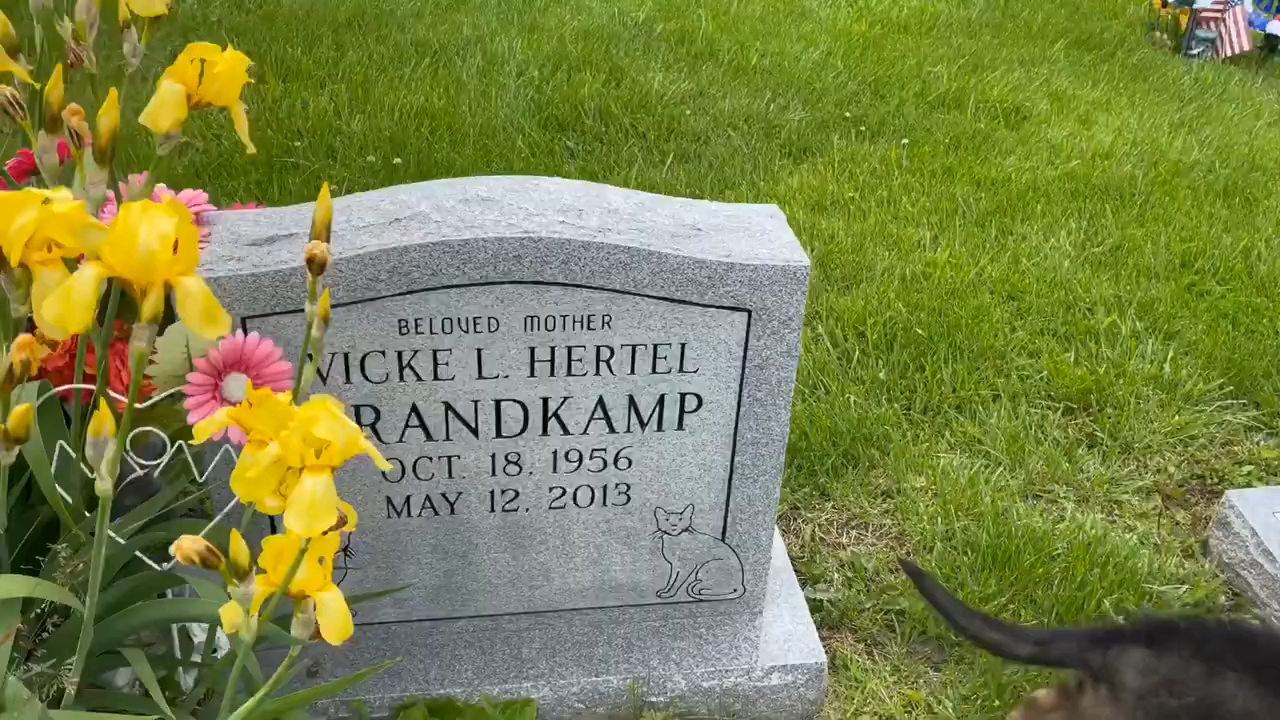 BELOVED MOTHER
VICKE L. HERTEL
RANDKAMP
OCT. 18, 1956
MAY 12, 2013